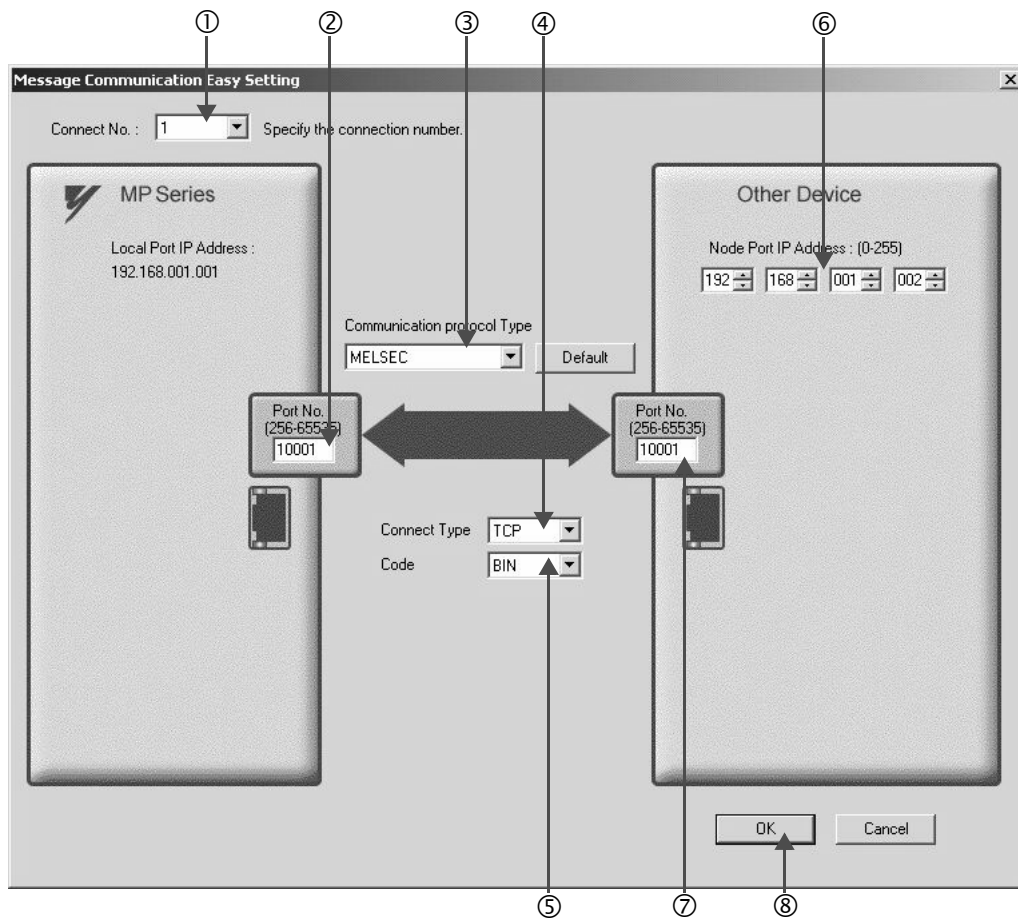 ① ② ③ ④ ⑥
Message Communication Easy Setting
Connect No. : 1 Specify the connection number.
MP Series
Local Port IP Address :
192.168.001.001
Other Device
Node Port IP Address : (0-255)
192 168 001 002
Communication protocol Type
MELSEC Default
Port No.
(256-65535)
10001
Port No.
(256-65535)
10001
Connect Type TCP
Code BIN
OK Cancel
⑤ ⑦ ⑧